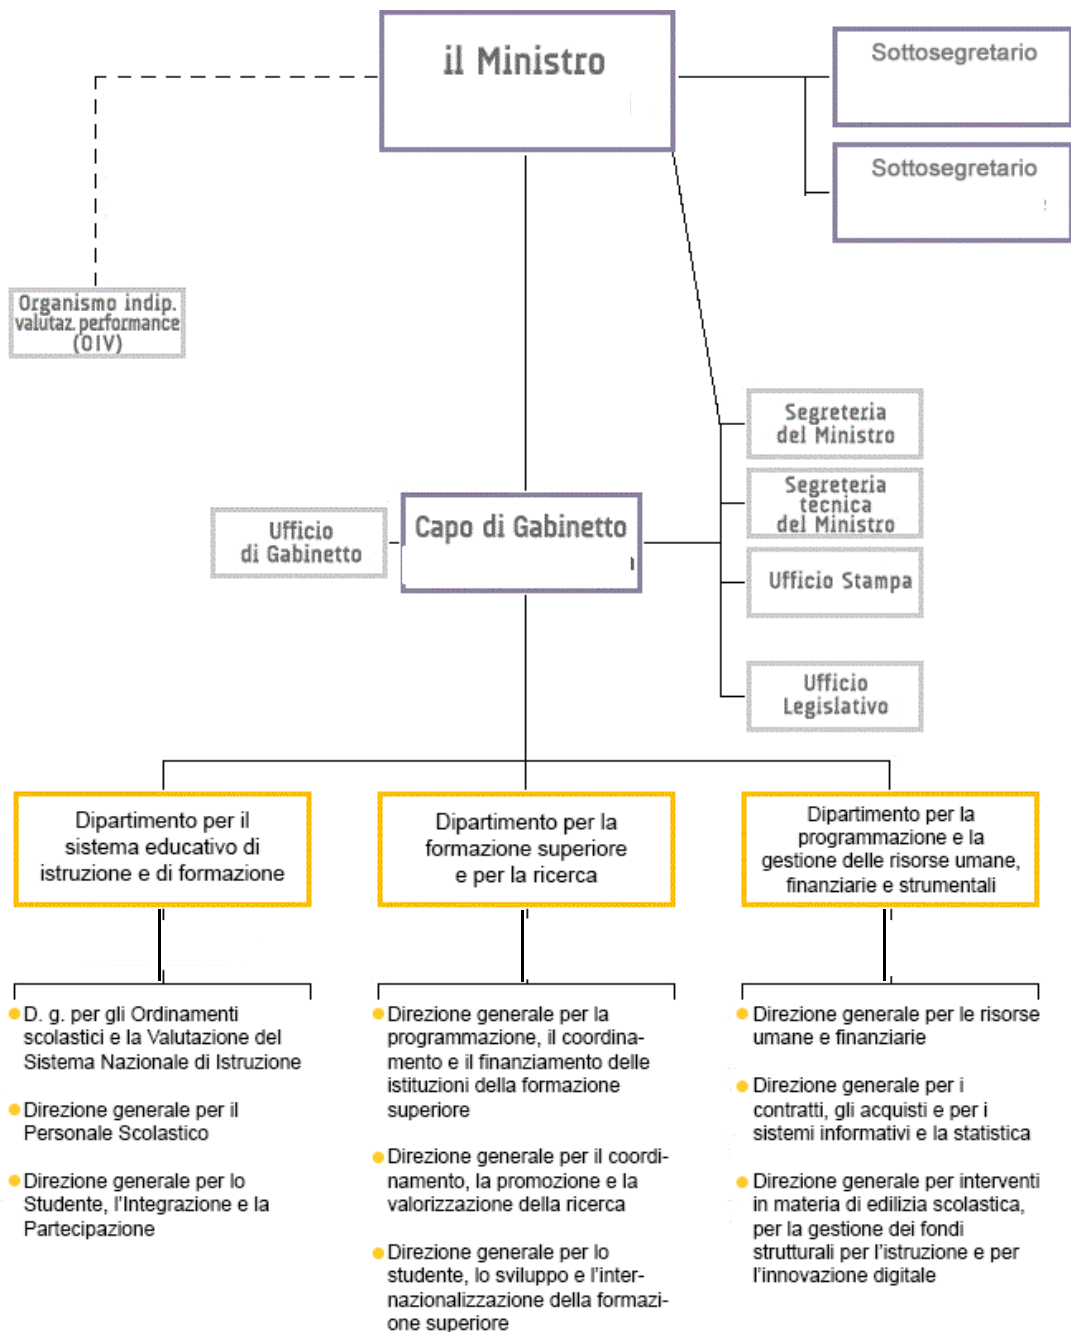 il Ministro
Sottosegretario
Sottosegretario
Organismo indip.
valutaz. performance
(OIV)
Segreteria
del Ministro
Segreteria
tecnica
del Ministro
Ufficio
di Gabinetto
Capo di Gabinetto
Ufficio Stampa
Ufficio
Legislativo
Dipartimento per il
sistema educativo di
istruzione e di formazione
Dipartimento per la
formazione superiore
e per la ricerca
Dipartimento per la
programmazione e la
gestione delle risorse umane,
finanziarie e strumentali
D. g. per gli Ordinamenti
scolastici e la Valutazione del
Sistema Nazionale di Istruzione
Direzione generale per il
Personale Scolastico
Direzione generale per lo
Studente, l'Integrazione e la
Partecipazione
Direzione generale per la
programmazione, il coordina-
mento e il finanziamento delle
istituzioni della formazione
superiore
Direzione generale per il coordi-
namento, la promozione e la
valorizzazione della ricerca
Direzione generale per lo
studente, lo sviluppo e l'inter-
nazionalizzazione della formazi-
one superiore
Direzione generale per le risorse
umane e finanziarie
Direzione generale per i
contratti, gli acquisti e per i
sistemi informativi e la statistica
Direzione generale per interventi
in materia di edilizia scolastica,
per la gestione dei fondi
strutturali per l'istruzione e per
l'innovazione digitale